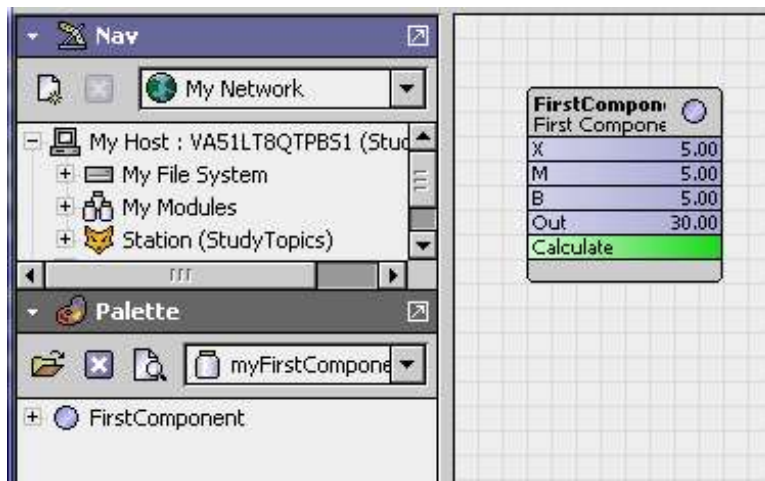 Nav
My Network
My Host : VA51LT8QTPBS1 (Stud
My File System
My Modules
Station (StudyTopics)
Palette
myFirstCompone
FirstComponent
FirstCompon
First Compone
X 5.00
M 5.00
B 5.00
Out 30.00
Calculate